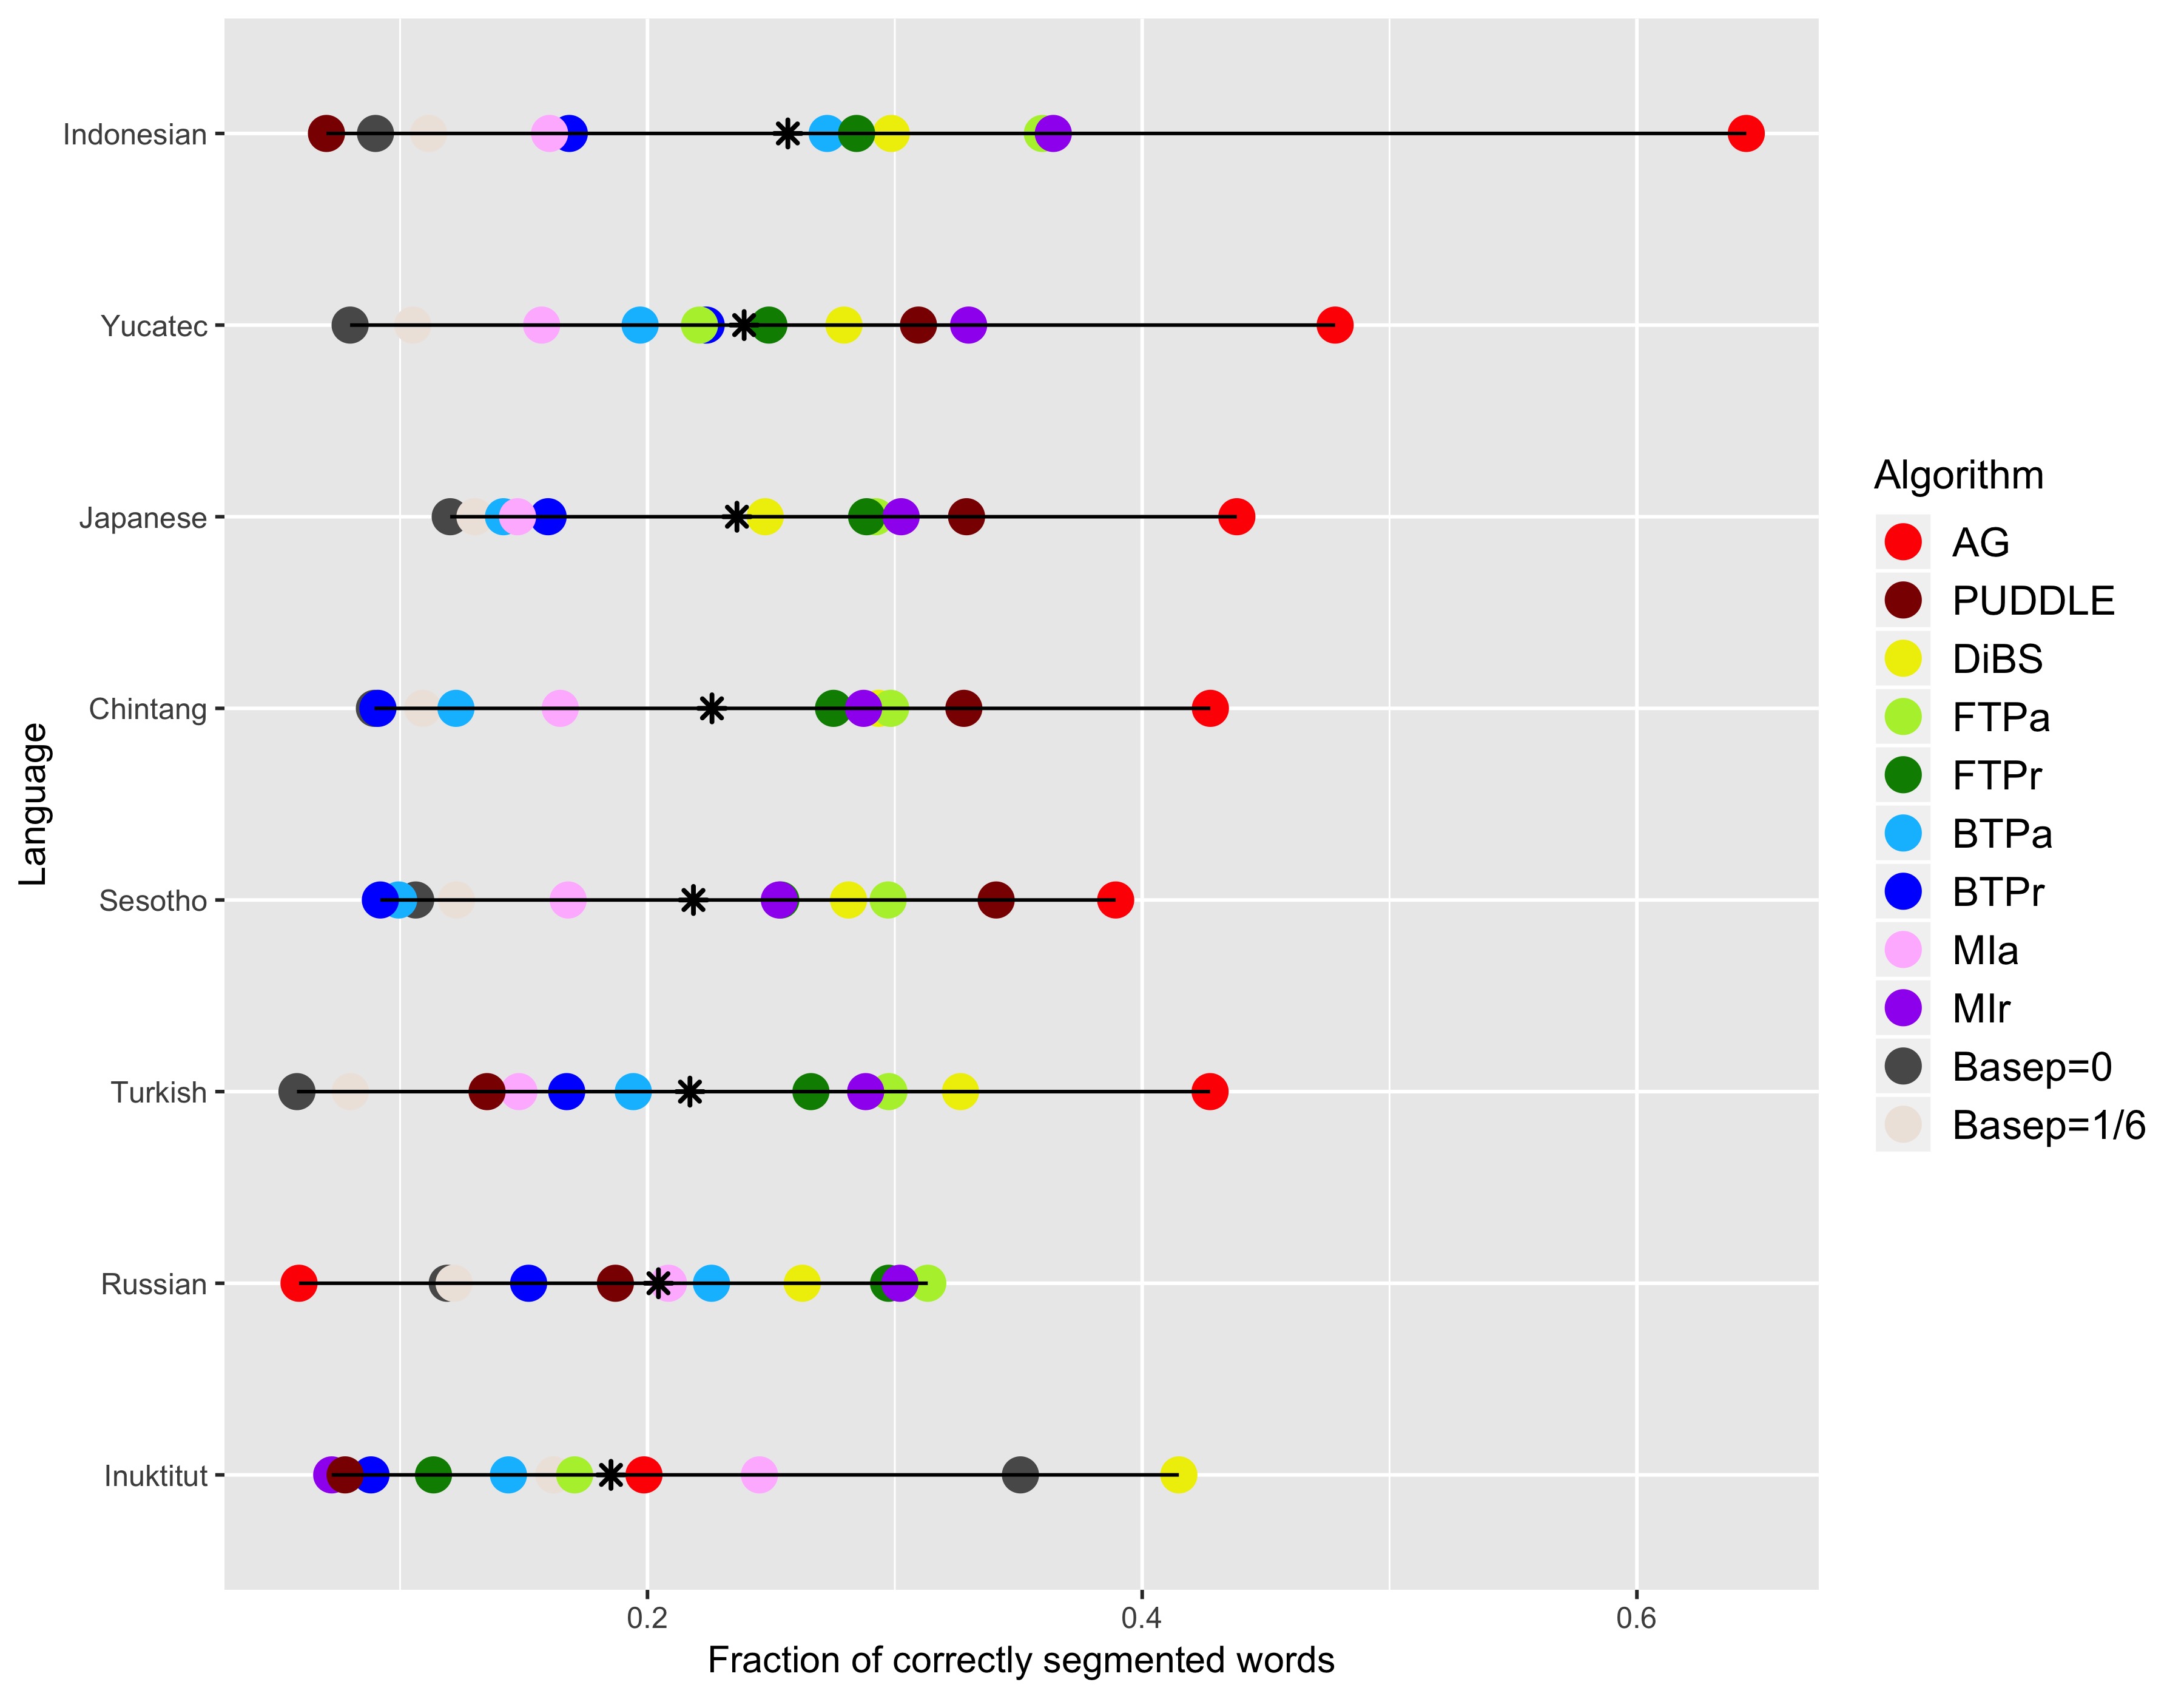 Indonesian
Yucatec
Japanese
Chintang
Sesotho
Turkish
Russian
Inuktitut
Language
0.2 0.4 0.6
Fraction of correctly segmented words
Algorithm
AG
PUDDLE
DiBS
FTPa
FTPr
BTPa
BTPr
MIa
MIr
Basep=0
Basep=1/6